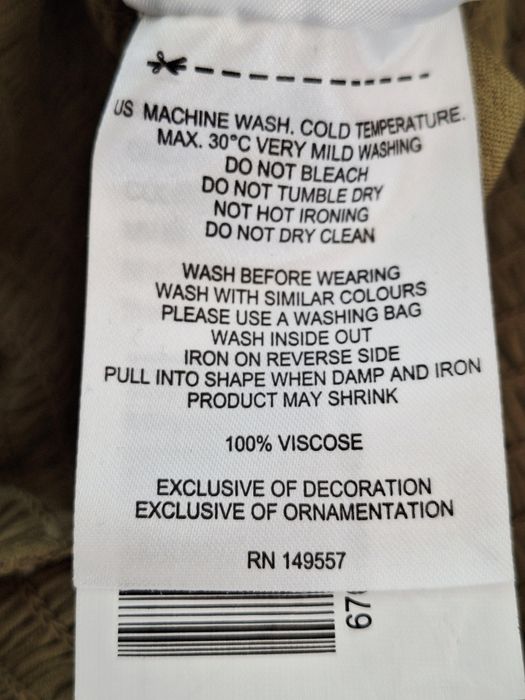 US MACHINE WASH. COLD TEMPERATURE.
MAX. 30°C VERY MILD WASHING
DO NOT BLEACH
DO NOT TUMBLE DRY
NOT HOT IRONING
DO NOT DRY CLEAN
WASH BEFORE WEARING
WASH WITH SIMILAR COLOURS
PLEASE USE A WASHING BAG
WASH INSIDE OUT
IRON ON REVERSE SIDE
PULL INTO SHAPE WHEN DAMP AND IRON
PRODUCT MAY SHRINK
100% VISCOSE
EXCLUSIVE OF DECORATION
EXCLUSIVE OF ORNAMENTATION
RN 149557